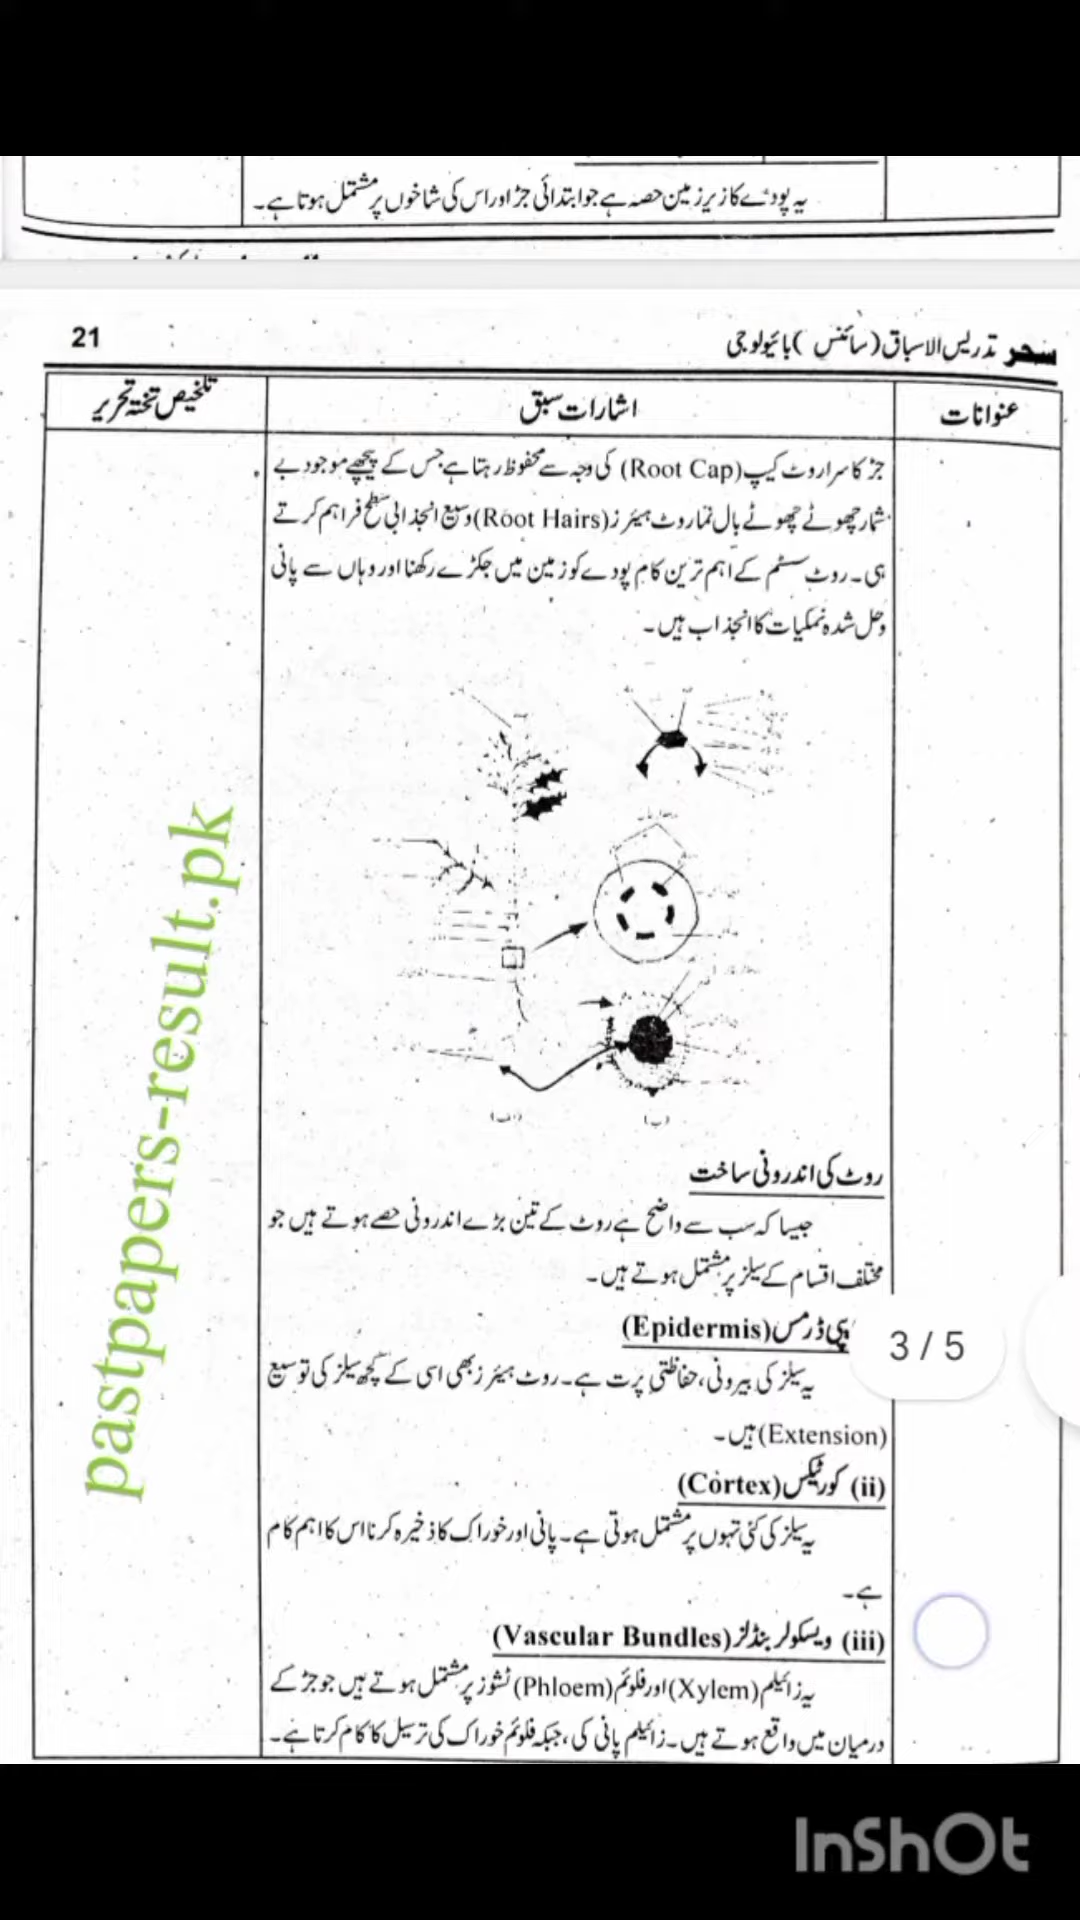 یہ پودے کا زیر زمین حصہ ہے جو ابتدائی جڑ اور اس کی شاخوں پر مشتمل ہوتا ہے۔
21
سحر تدریس الاسباق (سائنس) بائیولوجی
عنوانات
اشارات سبق
تلخیص تختہ تحریر
جڑ کا سرا روٹ کیپ (Root Cap) کی وجہ سے محفوظ رہتا ہے جس کے پیچھے موجود بے
شمار چھوٹے چھوٹے بال نما روٹ ہیئرز (Root Hairs) وسیع انجذابی سطح فراہم کرتے
ہی۔ روٹ سسٹم کے اہم ترین کام پودے کو زمین میں جکڑے رکھنا اور وہاں سے پانی
وحل شدہ نمکیات کا انجذاب ہیں۔
(الف)
(ب)
روٹ کی اندرونی ساخت
جیسا کہ سب سے واضح ہے روٹ کے تین بڑے اندرونی حصے ہوتے ہیں جو
مختلف اقسام کے سیلز پر مشتمل ہوتے ہیں۔
پی ڈرمس (Epidermis)
یہ سیلز کی بیرونی، حفاظتی پرت ہے۔ روٹ ہیئرز بھی اسی کے کچھ سیلز کی توسیع
(Extension) ہیں۔
(ii) کورٹیکس (Cortex)
یہ سیلز کی کئی تہوں پر مشتمل ہوتی ہے۔ پانی اور خوراک کا ذخیرہ کرنا اس کا اہم کام
ہے۔
(iii) ویسکولر بنڈلز (Vascular Bundles)
یہ زائیلم (Xylem) اور فلوئم (Phloem) ٹشوز پر مشتمل ہوتے ہیں جو جڑ کے
درمیان میں واقع ہوتے ہیں۔ زائیلم پانی کی، جبکہ فلوئم خوراک کی ترسیل کا کام کرتا ہے۔
pastpapers-result.pk
3 / 5
InShOt